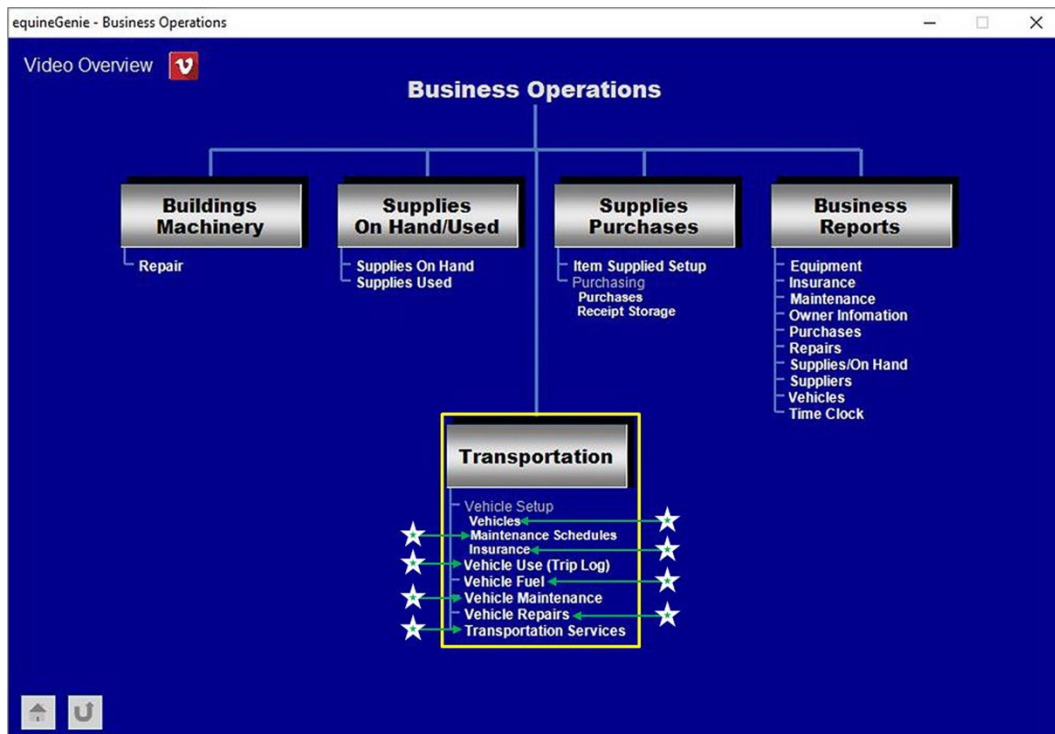 equineGenie - Business Operations
Video Overview
Business Operations
Buildings
Machinery
Repair
Supplies
On Hand/Used
Supplies On Hand
Supplies Used
Supplies
Purchases
Item Supplied Setup
Purchasing
Purchases
Receipt Storage
Business
Reports
Equipment
Insurance
Maintenance
Owner Infomation
Purchases
Repairs
Supplies/On Hand
Suppliers
Vehicles
Time Clock
Transportation
Vehicle Setup
Vehicles
Maintenance Schedules
Insurance
Vehicle Use (Trip Log)
Vehicle Fuel
Vehicle Maintenance
Vehicle Repairs
Transportation Services